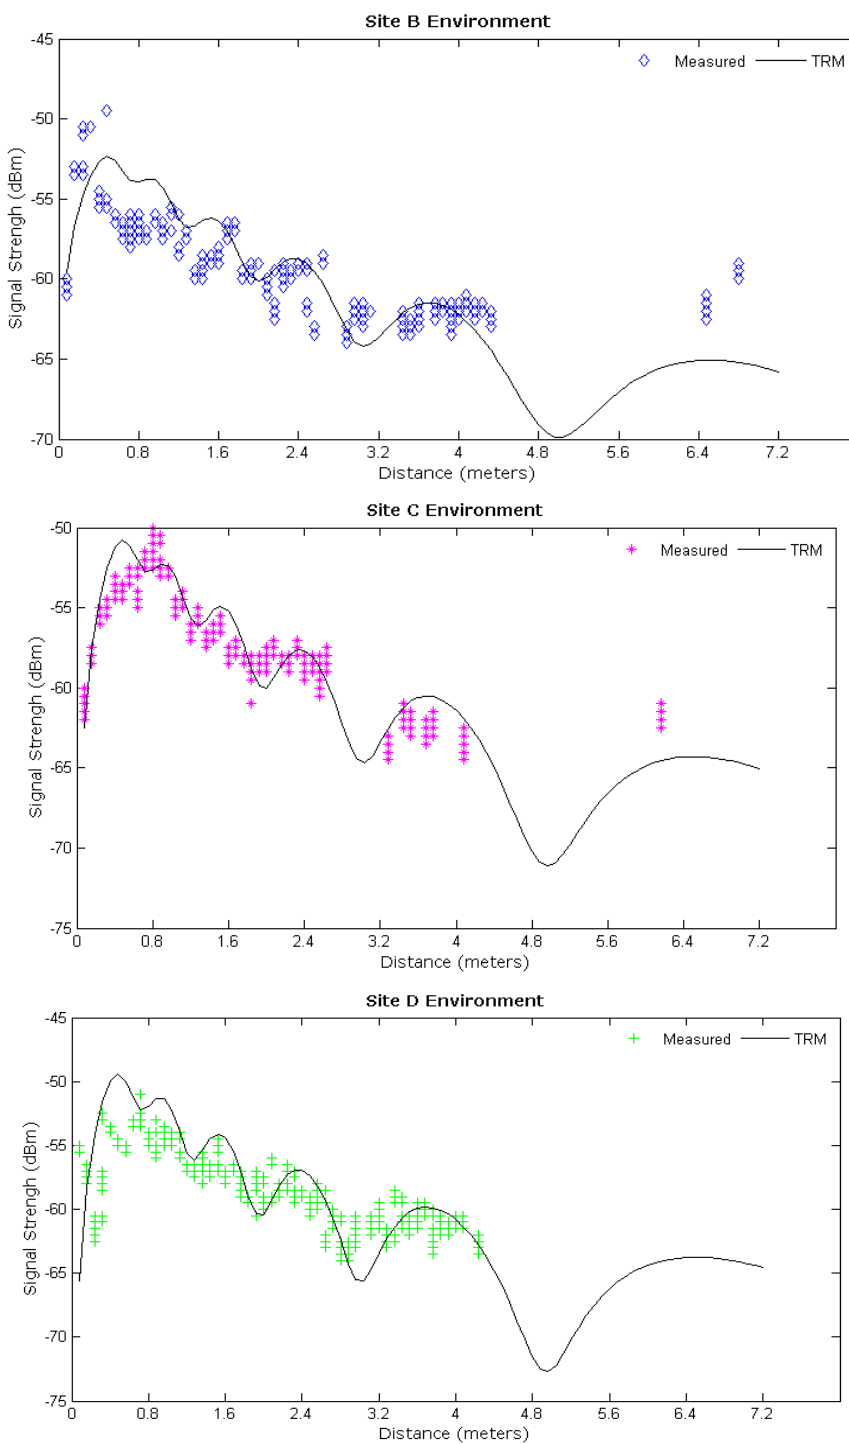 Site B Environment
-45
Measured TRM
-50
-55
-60
-65
-70
Signal Strengh (dBm)
0 0.8 1.6 2.4 3.2 4 4.8 5.6 6.4 7.2
Distance (meters)
Site C Environment
-50
Measured TRM
-55
-60
-65
-70
-75
Signal Strengh (dBm)
0 0.8 1.6 2.4 3.2 4 4.8 5.6 6.4 7.2
Distance (meters)
Site D Environment
-45
Measured TRM
-50
-55
-60
-65
-70
-75
Signal Strengh (dBm)
0 0.8 1.6 2.4 3.2 4 4.8 5.6 6.4 7.2
Distance (meters)